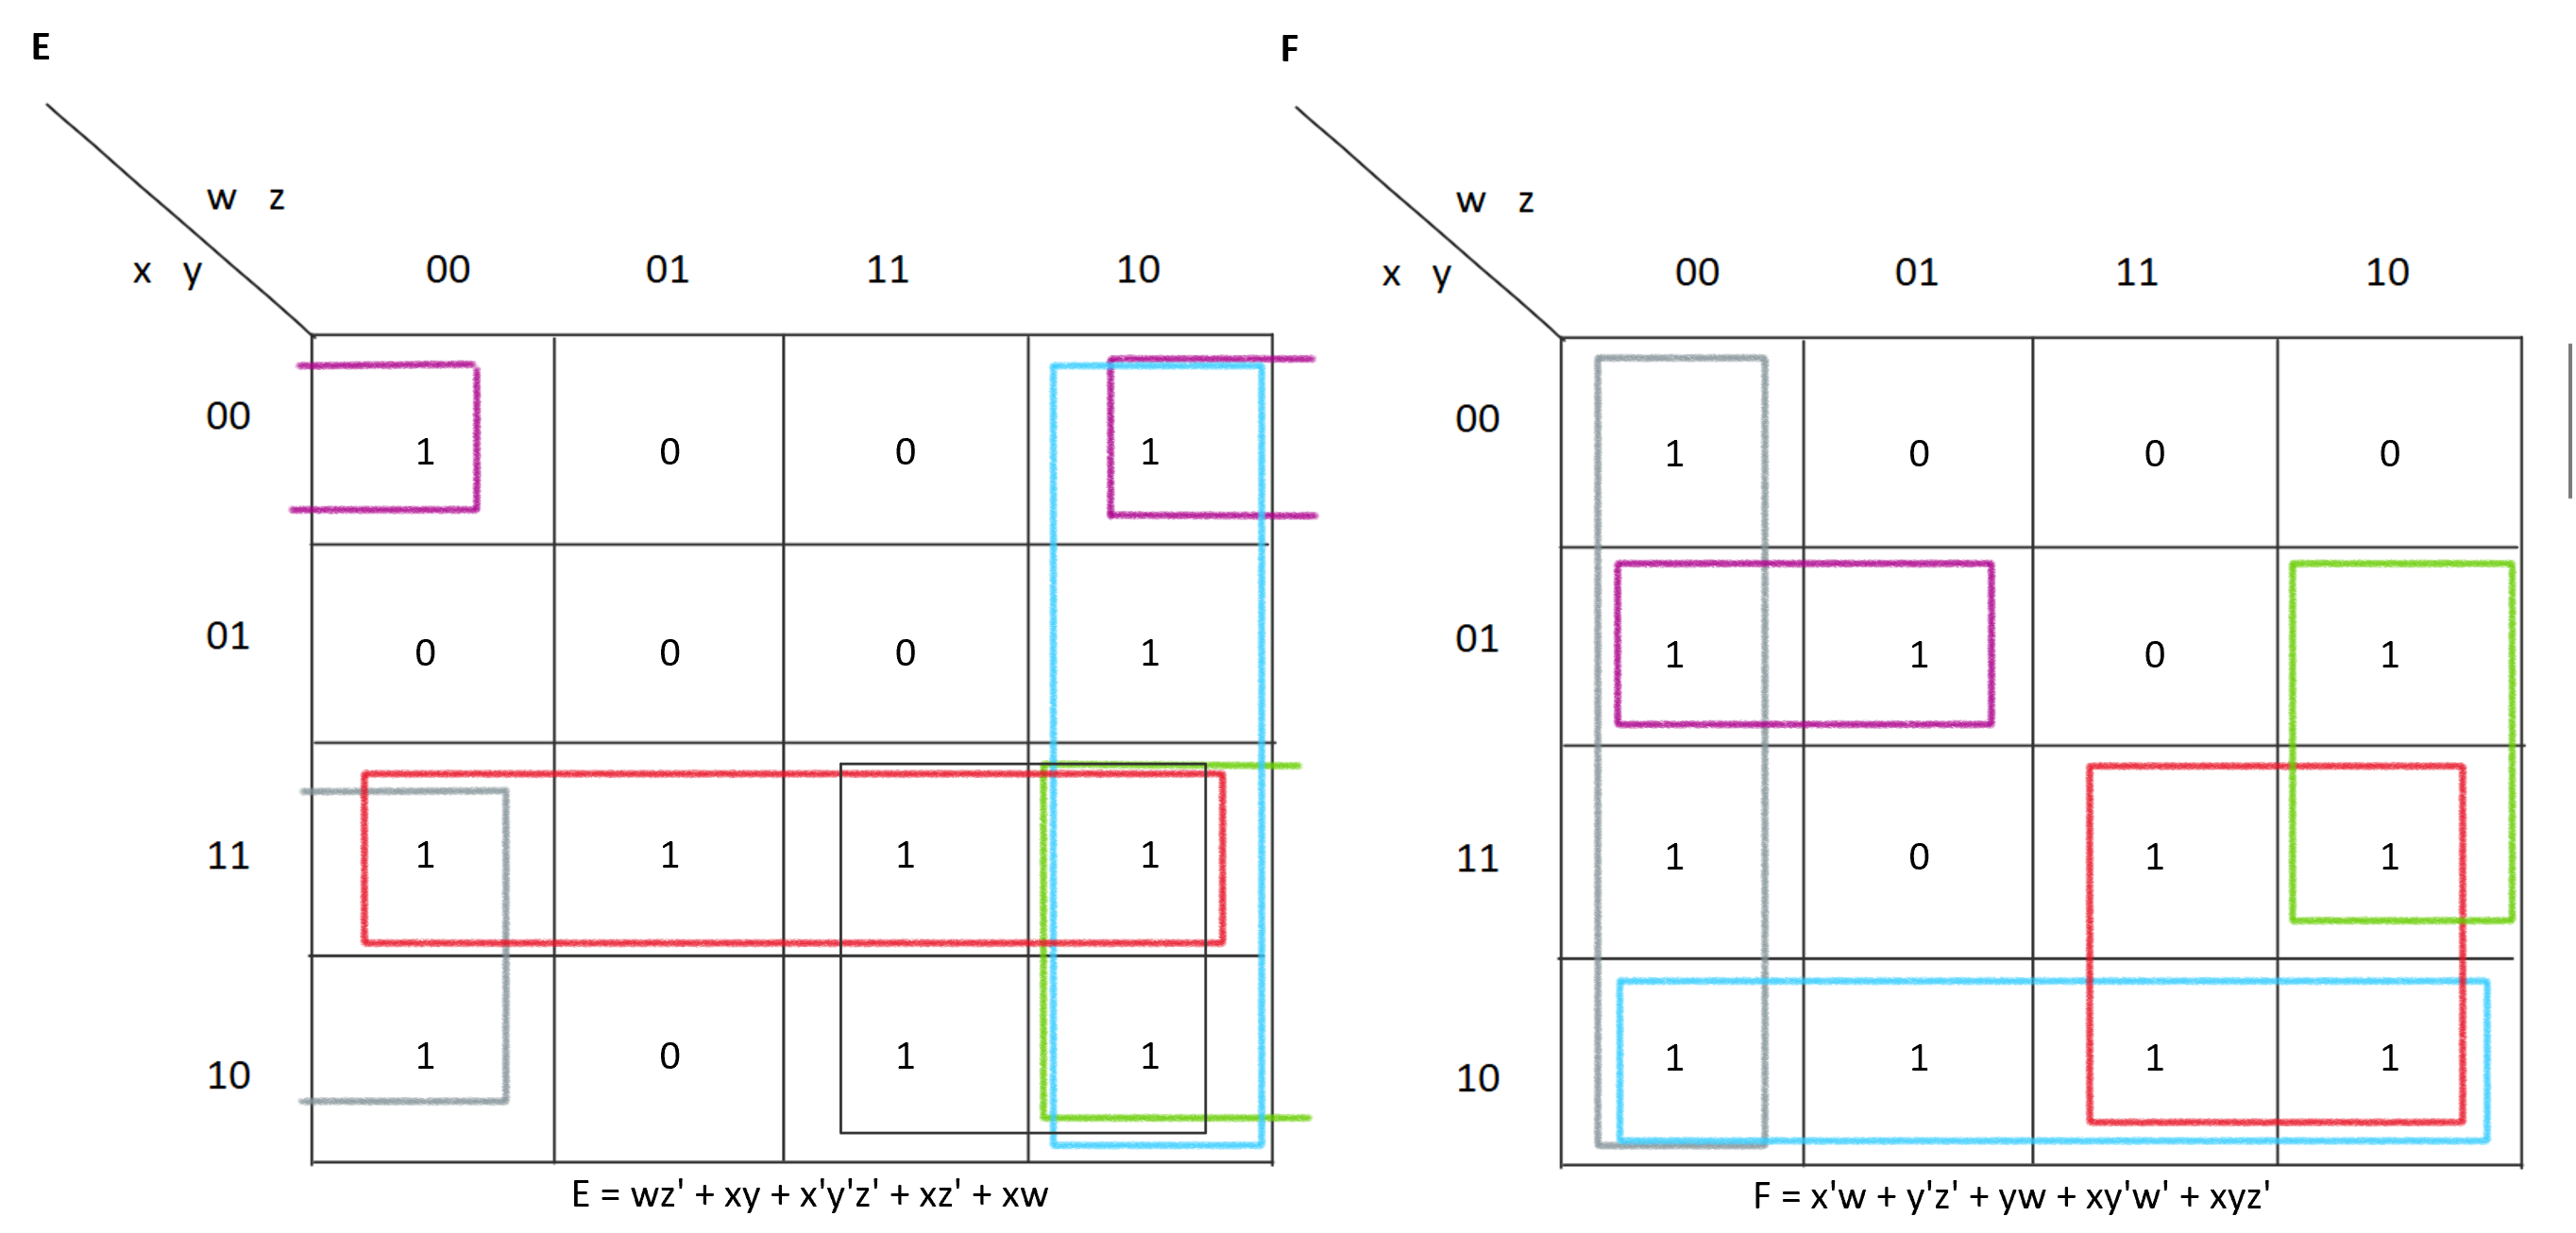 E
w z
x y 00 01 11 10
00 1 0 0 1
01 0 0 0 1
11 1 1 1 1
10 1 0 1 1
E = wz' + xy + x'y'z' + xz' + xw
F
w z
x y 00 01 11 10
00 1 0 0 0
01 1 1 0 1
11 1 0 1 1
10 1 1 1 1
F = x'w + y'z' + yw + xy'w' + xyz'